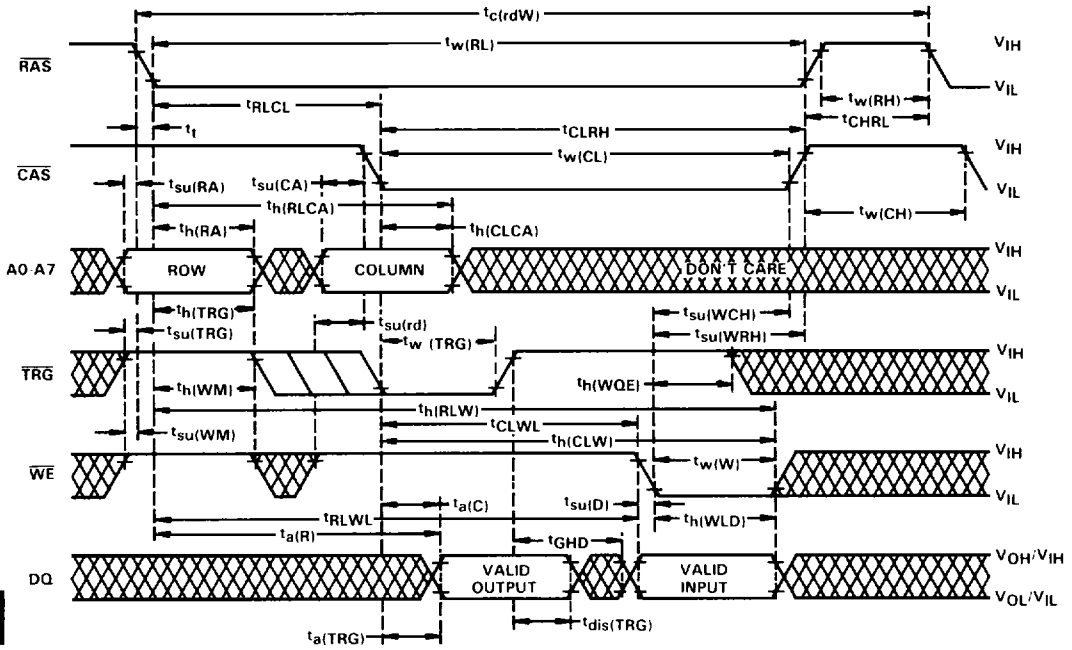 tc(rdW)
tw(RL)
VIH
RAS
VIL
tRLCL
tw(RH)
tt
tCLRH
tCHRL
tw(CL)
VIH
CAS
tsu(RA)
tsu(CA)
VIL
th(RLCA)
tw(CH)
th(RA)
th(CLCA)
VIH
A0-A7
ROW
COLUMN
DON'T CARE
VIL
th(TRG)
tsu(rd)
tsu(WCH)
tsu(TRG)
tw (TRG)
tsu(WRH)
VIH
TRG
th(WM)
th(WQE)
VIL
th(RLW)
tCLWL
tsu(WM)
th(CLW)
VIH
WE
tw(W)
VIL
ta(C)
tsu(D)
tRLWL
th(WLD)
ta(R)
tGHD
VOH/VIH
DQ
VALID OUTPUT
VALID INPUT
VOL/VIL
ta(TRG)
tdis(TRG)